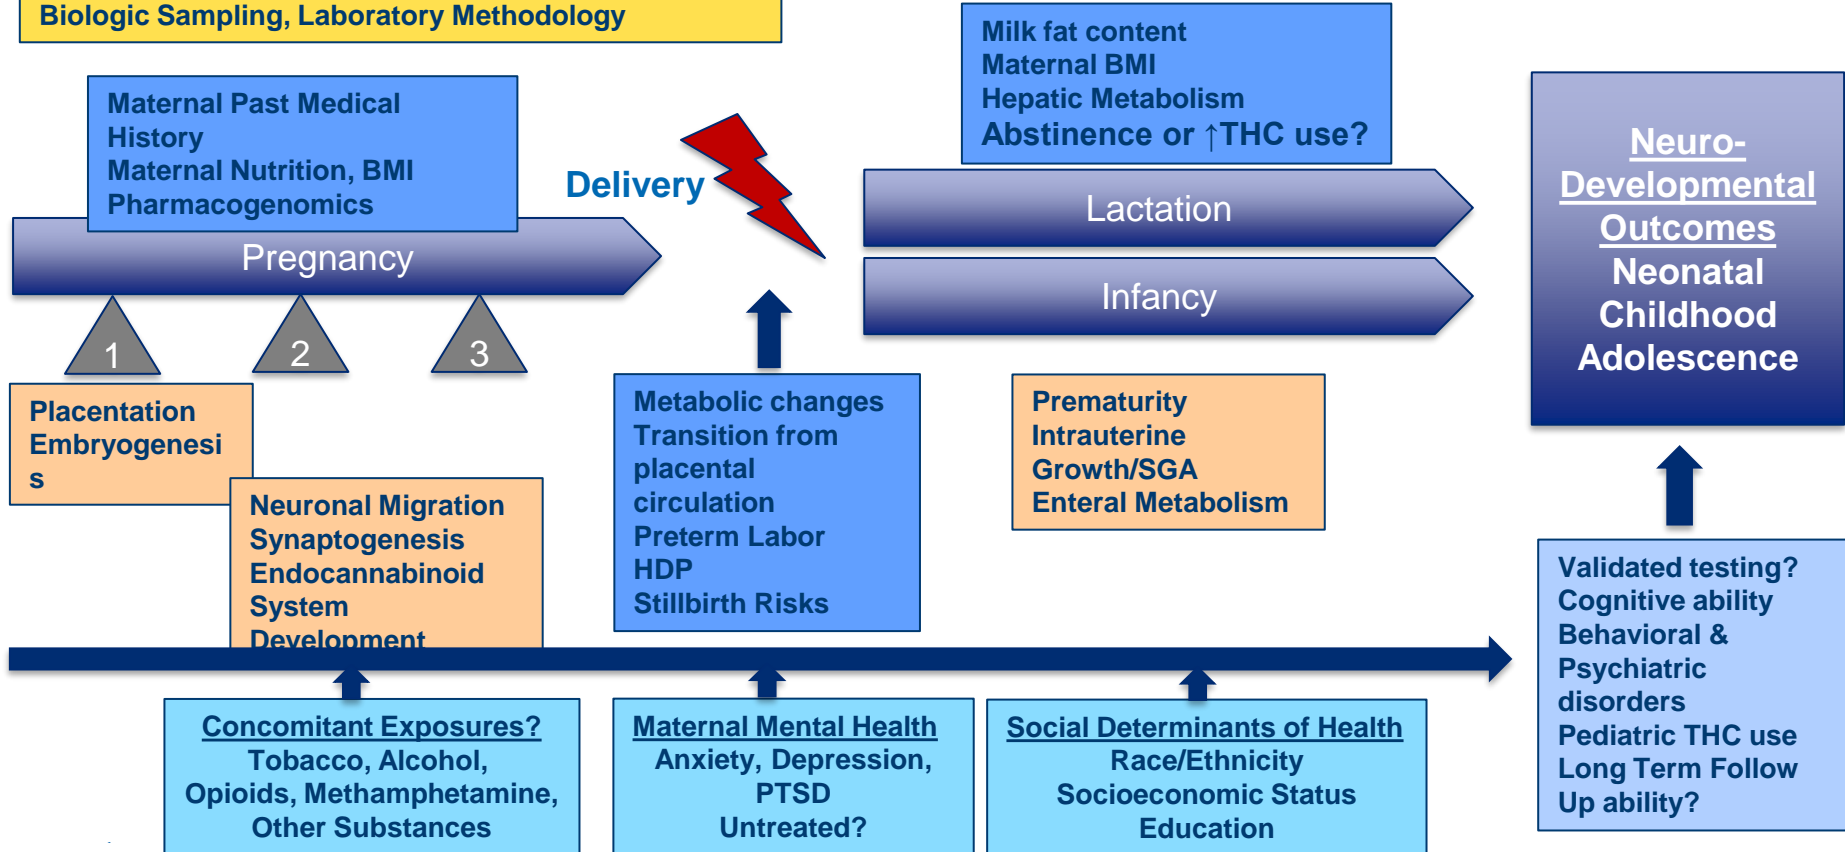 Biologic Sampling, Laboratory Methodology
Maternal Past Medical
History
Maternal Nutrition, BMI
Pharmacogenomics
Pregnancy
1
2
3
Placentation
Embryogenesi
s
Neuronal Migration
Synaptogenesis
Endocannabinoid
System
Development
Delivery
Metabolic changes
Transition from
placental
circulation
Preterm Labor
HDP
Stillbirth Risks
Milk fat content
Maternal BMI
Hepatic Metabolism
Abstinence or ↑THC use?
Lactation
Infancy
Prematurity
Intrauterine
Growth/SGA
Enteral Metabolism
Neuro-
Developmental
Outcomes
Neonatal
Childhood
Adolescence
Validated testing?
Cognitive ability
Behavioral &
Psychiatric
disorders
Pediatric THC use
Long Term Follow
Up ability?
Concomitant Exposures?
Tobacco, Alcohol,
Opioids, Methamphetamine,
Other Substances
Maternal Mental Health
Anxiety, Depression,
PTSD
Untreated?
Social Determinants of Health
Race/Ethnicity
Socioeconomic Status
Education